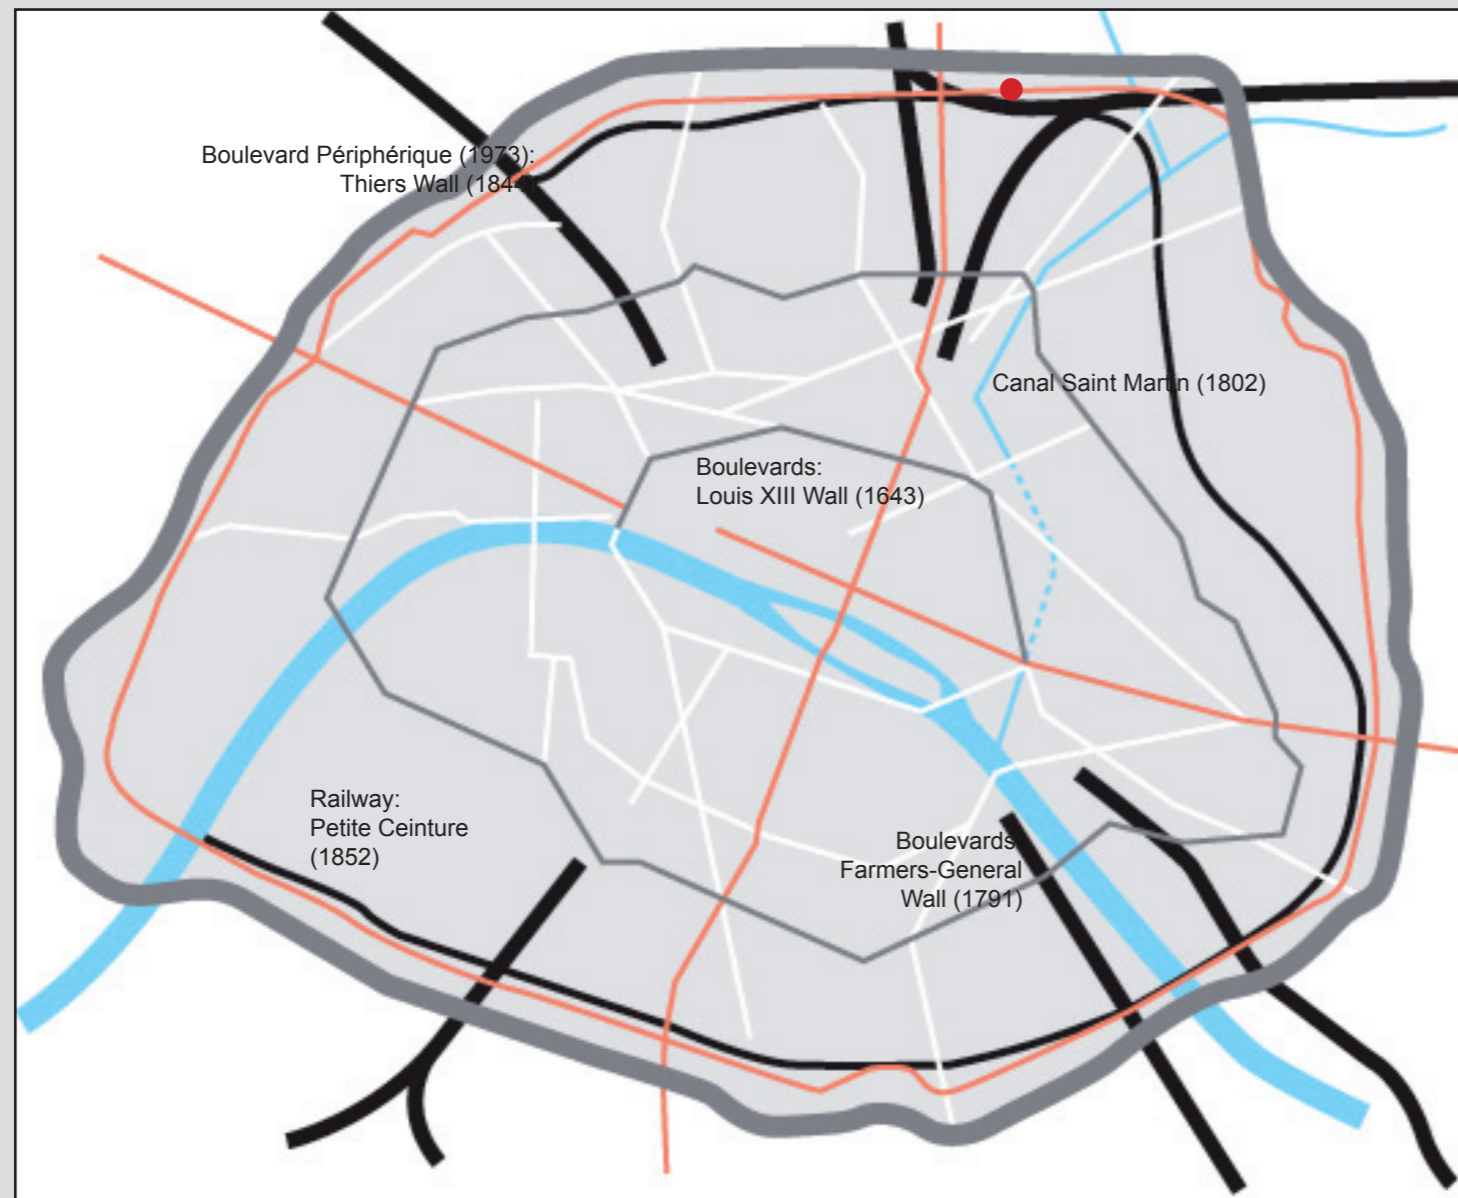 Boulevard Périphérique (1973):
Thiers Wall (1844)
Canal Saint Martin (1802)
Boulevards:
Louis XIII Wall (1643)
Railway:
Petite Ceinture
(1852)
Boulevards:
Farmers-General
Wall (1791)